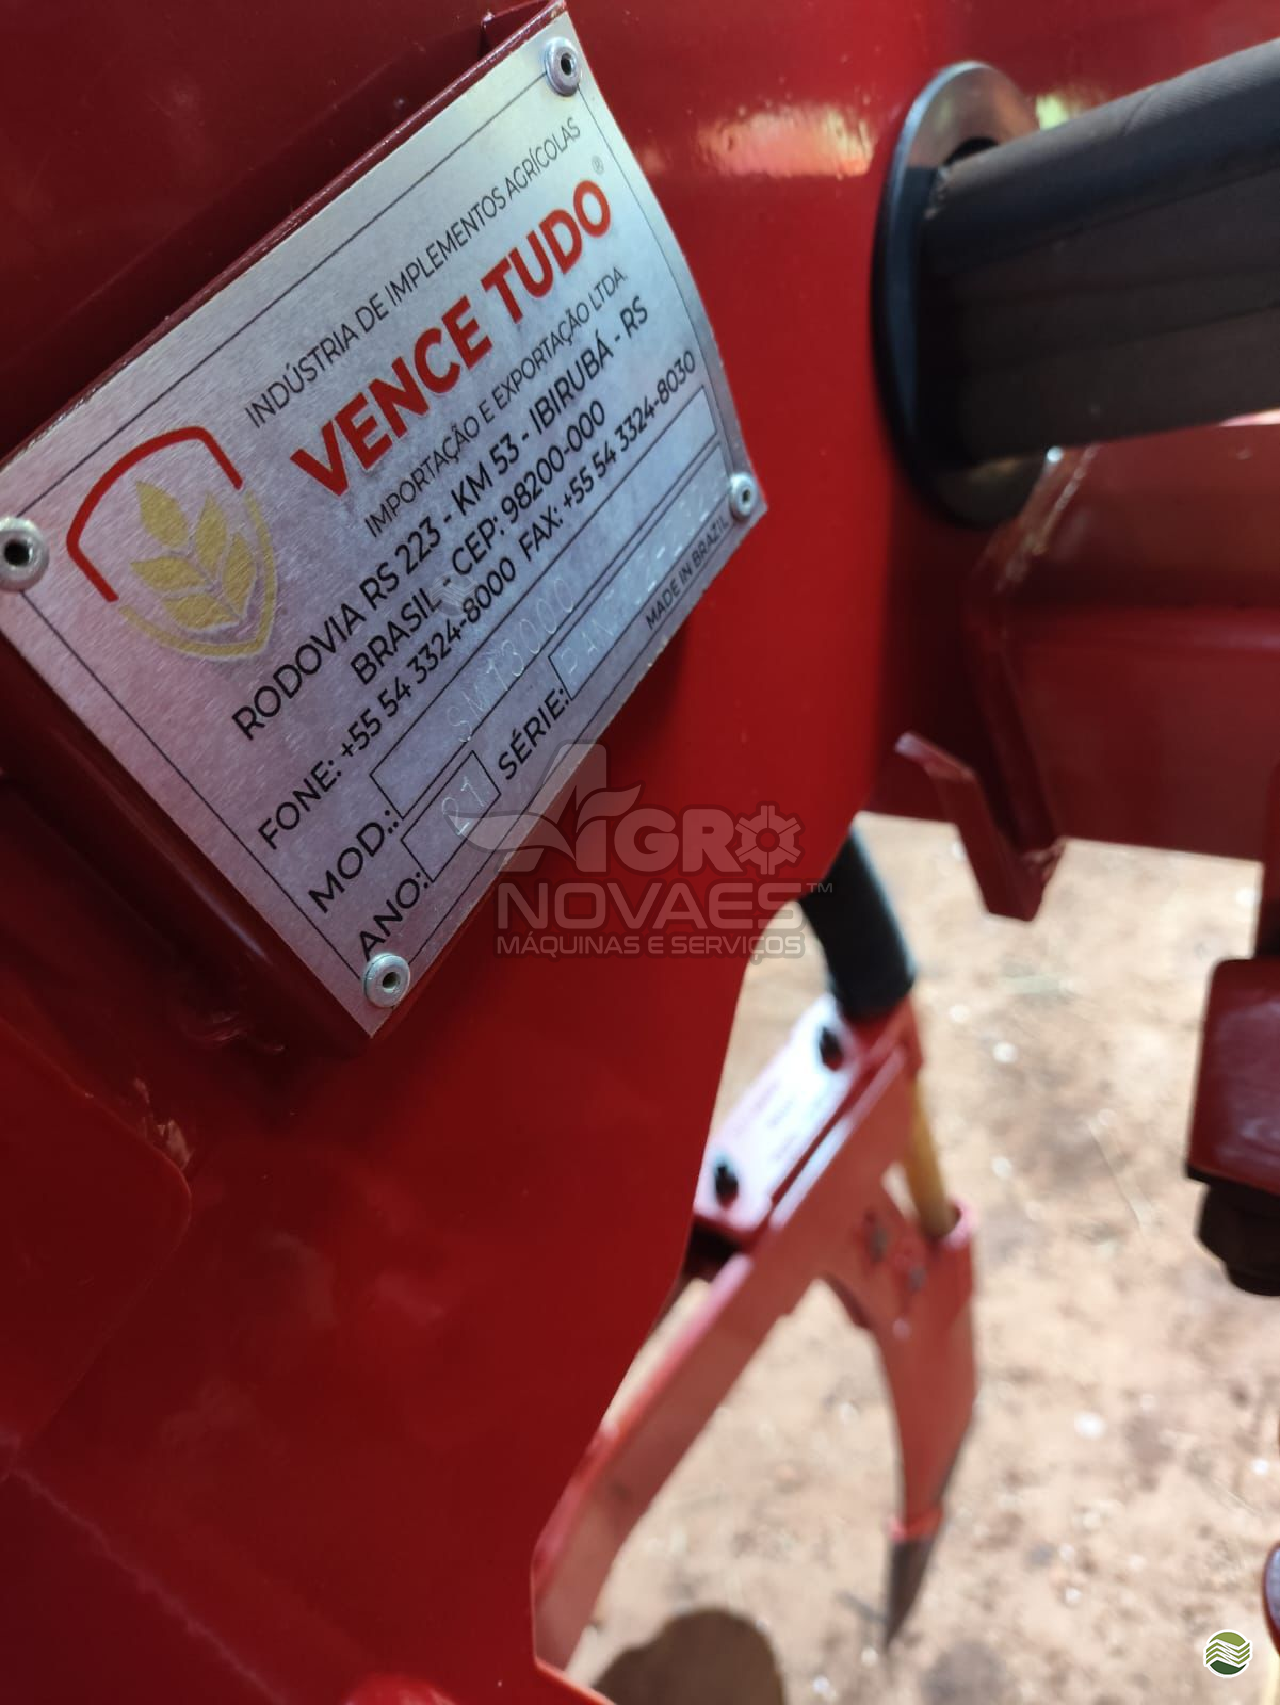 INDÚSTRIA DE IMPLEMENTOS AGRÍCOLAS
VENCE TUDO®
IMPORTAÇÃO E EXPORTAÇÃO LTDA.
RODOVIA RS 223 - KM 53 - IBIRUBÁ - RS
BRASIL - CEP: 98200-000
FONE: +55 54 3324-8000 FAX: +55 54 3324-8030
MOD.:
ANO: 21 SÉRIE:
MADE IN BRAZIL
AGRO
NOVAES™
MÁQUINAS E SERVIÇOS